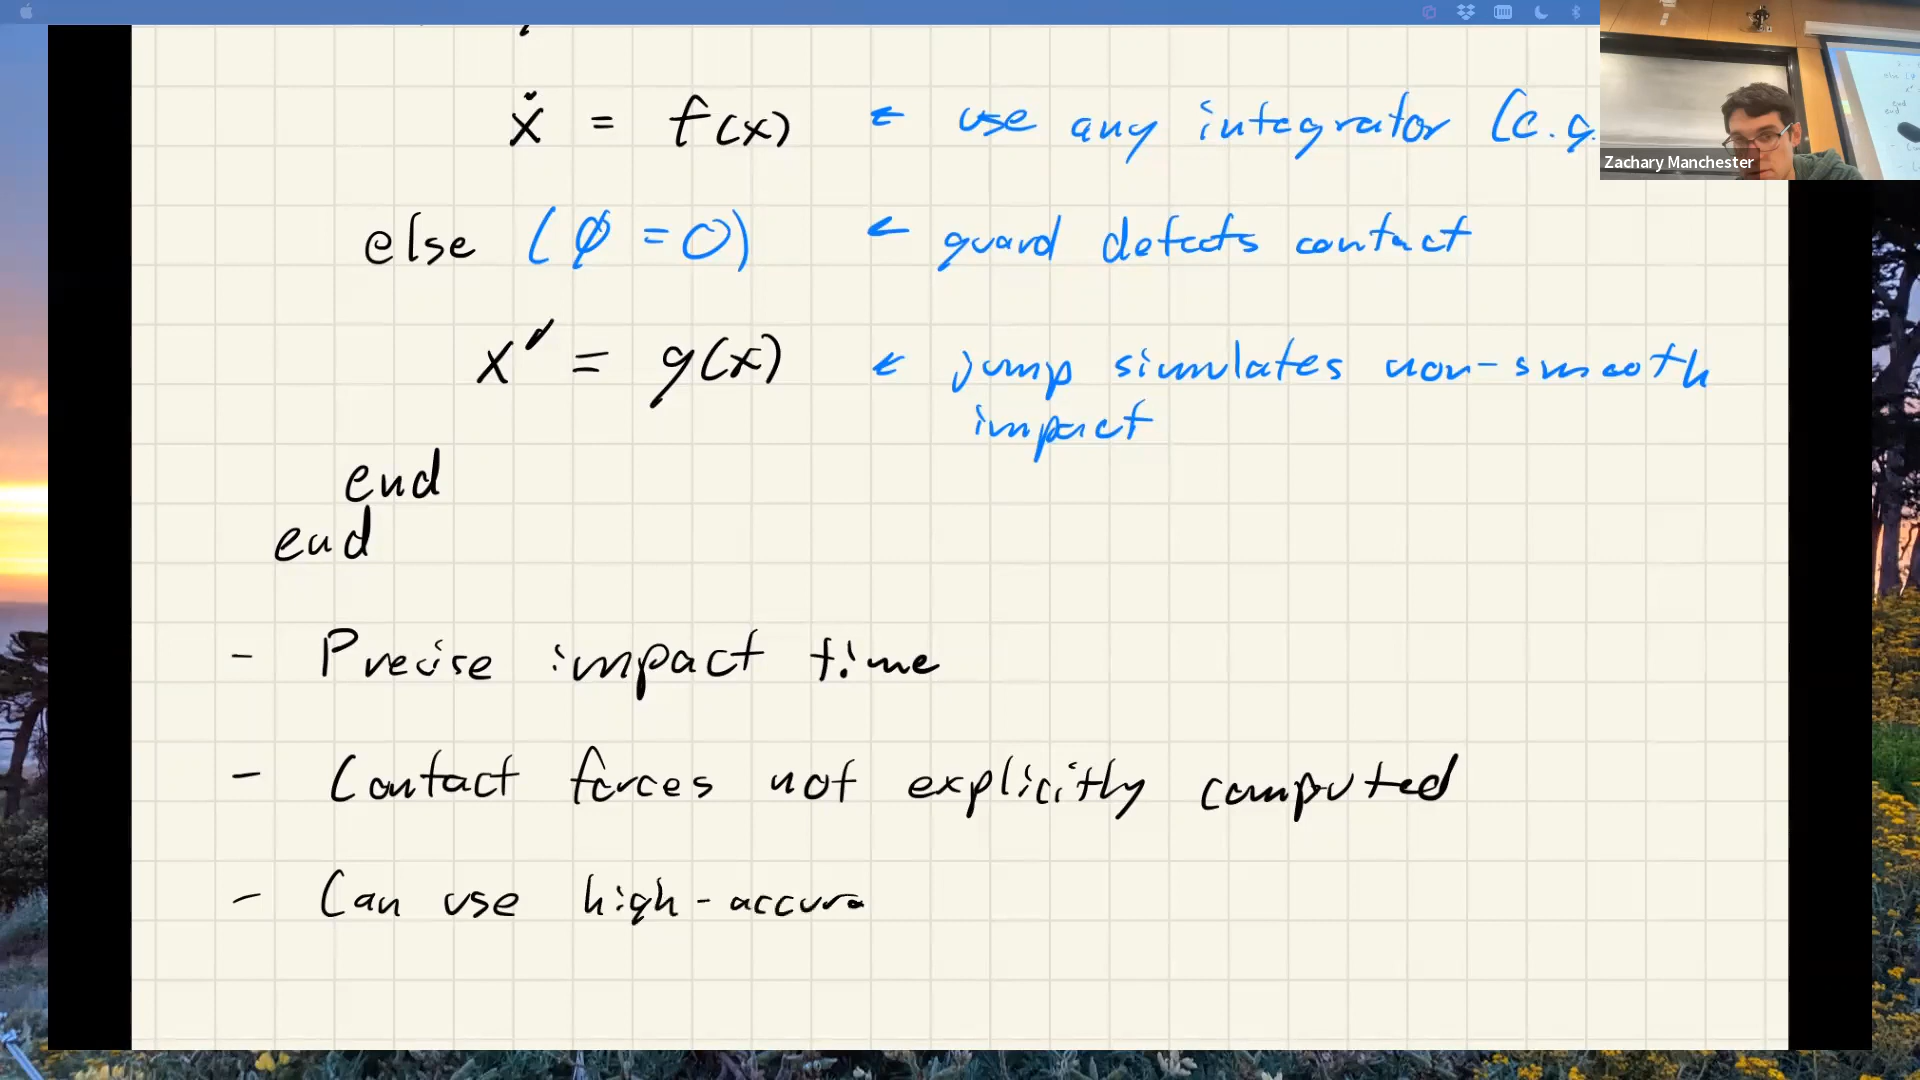 ẋ = f(x) ← use any integrator (e.g.
Zachary Manchester
else (ϕ = 0) ← guard detects contact
x' = g(x) ← jump simulates non-smooth
impact
end
end
- Precise impact time
- Contact forces not explicitly computed
- Can use high-accura